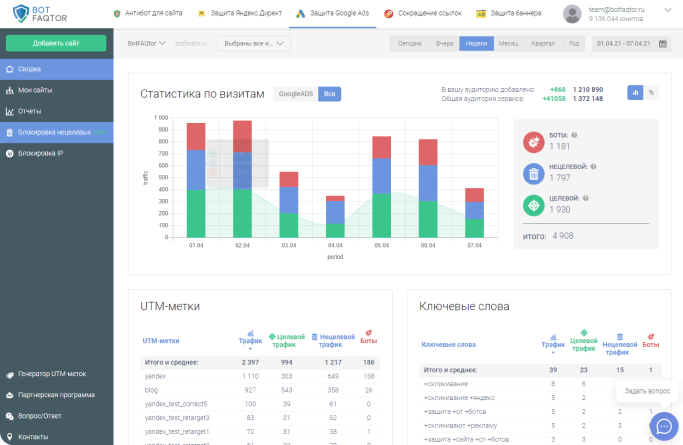 BOT
FAQTOR
Антибот для сайта
Защита Яндекс.Директ
Защита Google Ads
Сокращение ссылок
Защита баннера
team@botfaqtor.ru
9 136 044 юнитов
Добавить сайт
BotFAQtor
botfaqtor.ru
Выбраны все и...
Сегодня
Вчера
Неделя
Месяц
Квартал
Год
01.04.21 - 07.04.21
Сводка
Мои сайты
Отчеты
Блокировка нецелевых
Блокировка IP
Генератор UTM-меток
Партнерская программа
Вопрос/Ответ
Контакты
Статистика по визитам
GoogleADS
Все
В вашу аудиторию добавлено: +868 1 210 890
Общая аудитория сервиса: +41058 1 372 148
%
traffic
1 000
900
800
700
600
500
400
300
200
100
0
01.04
02.04
03.04
04.04
05.04
06.04
07.04
period
БОТЫ:
1 181
НЕЦЕЛЕВОЙ:
1 797
ЦЕЛЕВОЙ:
1 930
ИТОГО: 4 908
UTM-метки
UTM-метки Трафик Целевой трафик Нецелевой трафик Боты
Итого и среднее: 2 397 994 1 217 186
yandex 1 110 303 649 158
blog 927 543 358 26
yandex_test_correct5 100 39 61 0
yandex_test_retarget3 83 31 52 0
yandex_test_retarget1 70 31 38 1
Ключевые слова
Ключевые слова Трафик Целевой трафик Нецелевой трафик Боты
Итого и среднее: 39 23 15 1
+скликивание 8 6
+скликивание +яндекс 5 2
+защита +от +ботов 5 2 2 1
+скликивают +рекламу 5 2 3
+защита +сайта +от +ботов 3 3 0 0
Задать вопрос